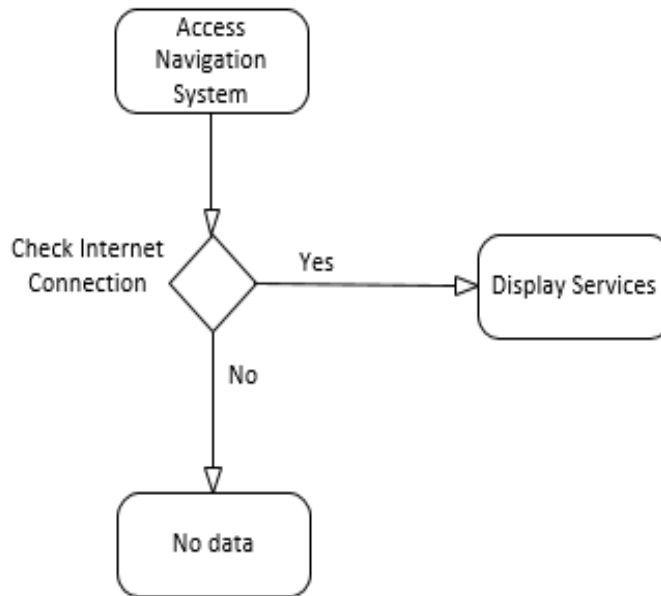 Access
Navigation
System
Check Internet
Connection
Yes
Display Services
No
No data